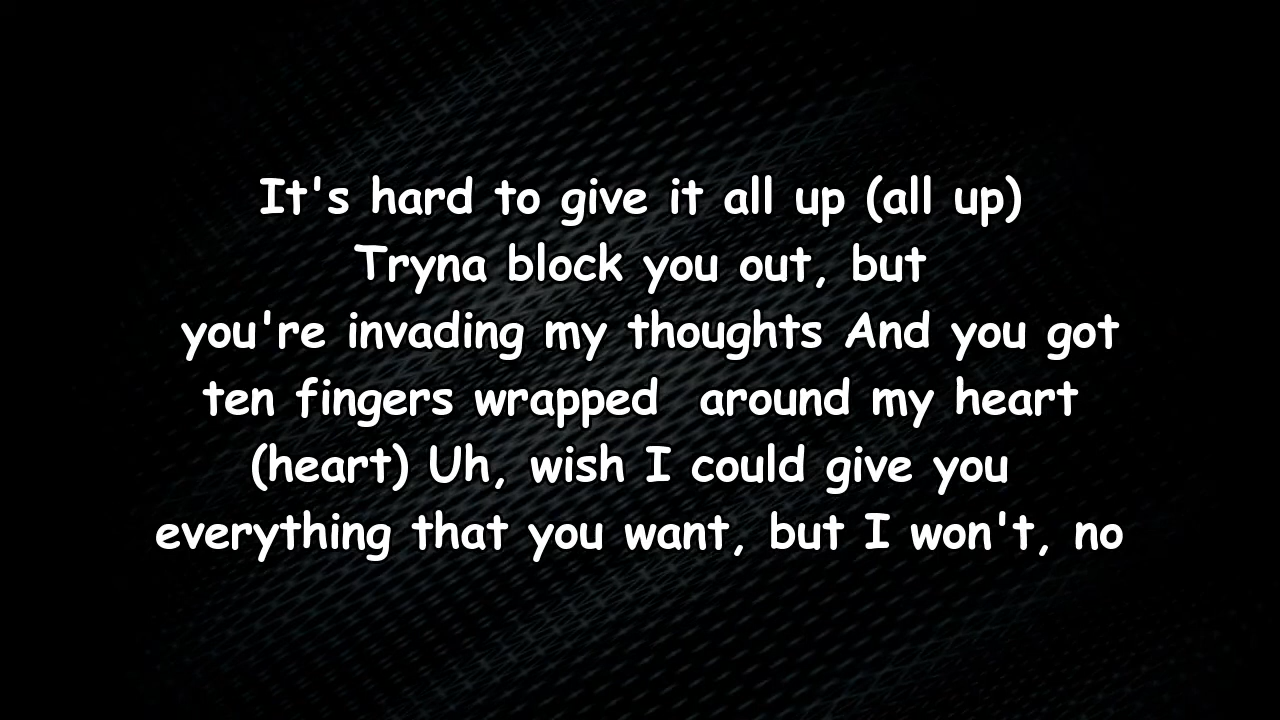 It's hard to give it all up (all up)
Tryna block you out, but
you're invading my thoughts And you got
ten fingers wrapped  around my heart
(heart) Uh, wish I could give you
everything that you want, but I won't, no